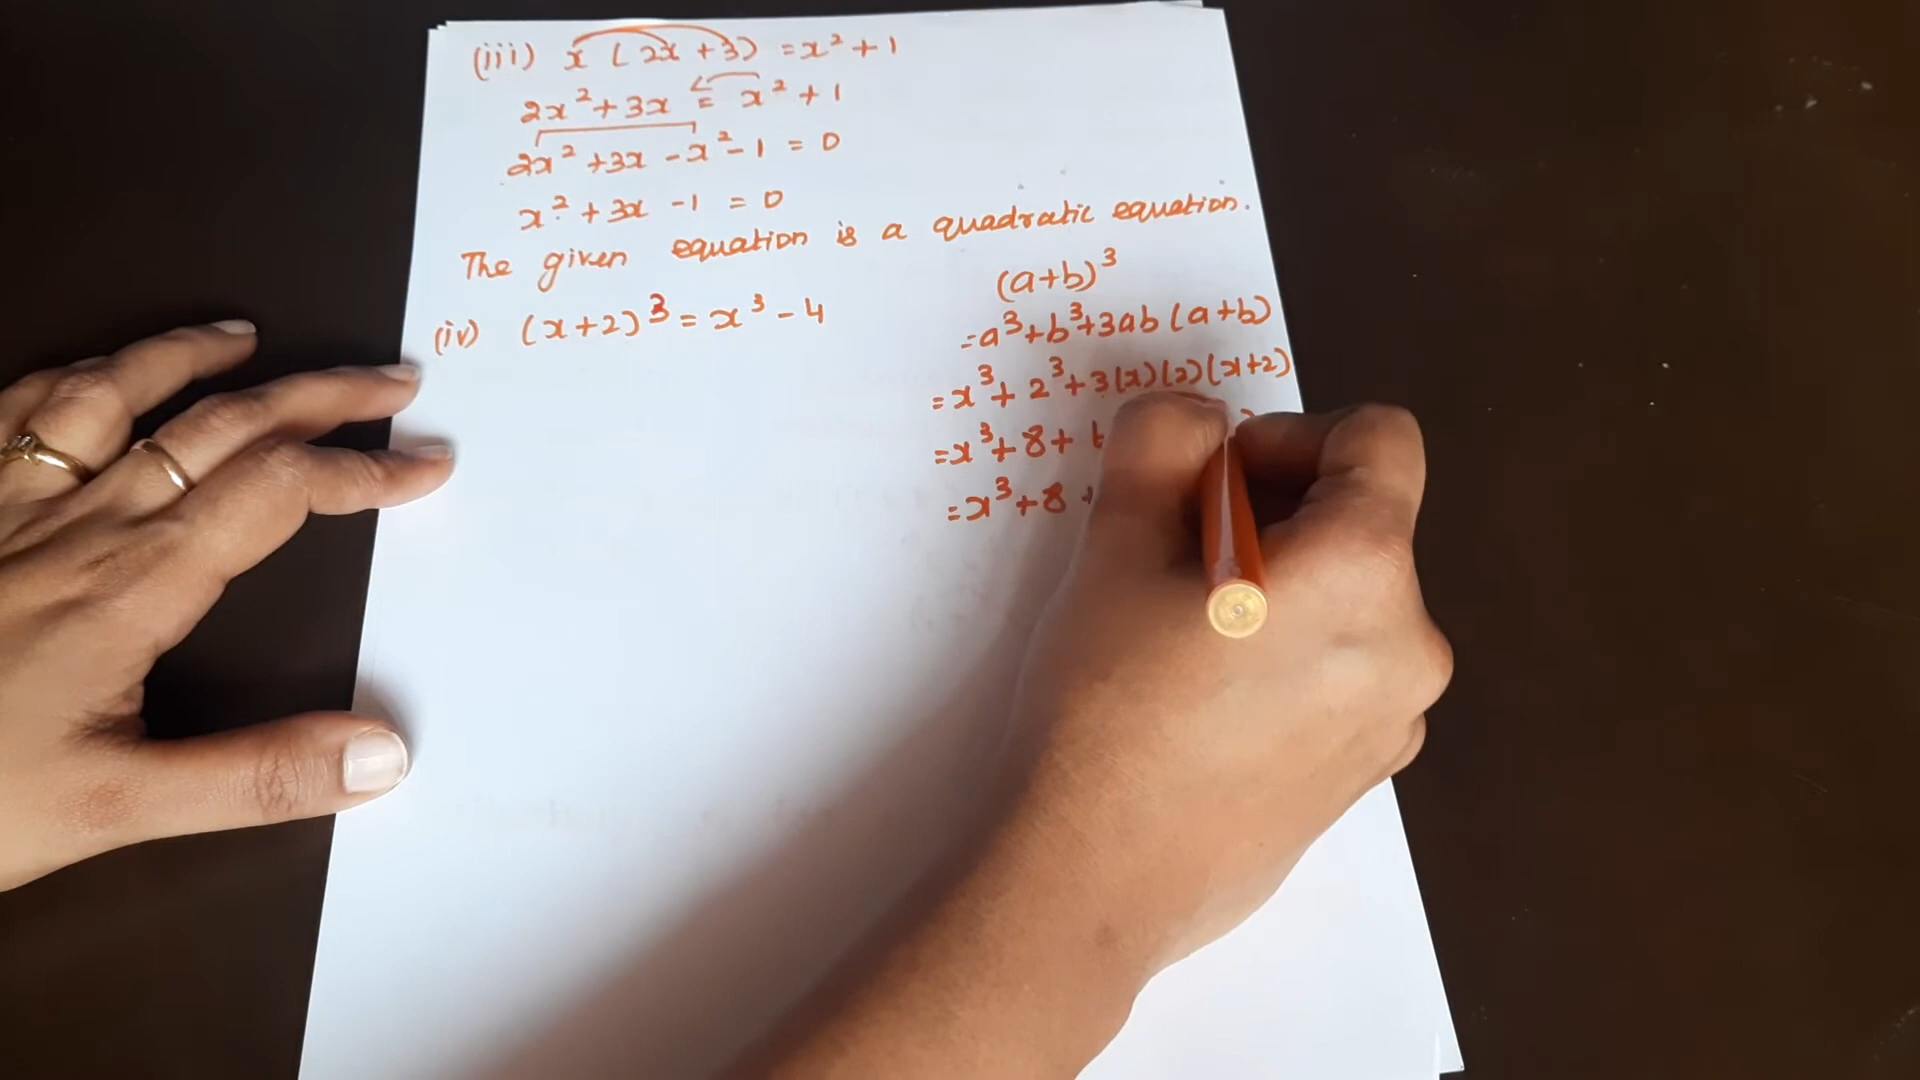 (iii) x (2x + 3) = x² + 1
2x² + 3x = x² + 1
2x² + 3x - x² - 1 = 0
x² + 3x - 1 = 0
The given equation is a quadratic equation.
(iv) (x+2)³ = x³ - 4
(a+b)³
= a³ + b³ + 3ab (a+b)
= x³ + 2³ + 3(x)(2)(x+2)
= x³ + 8 +
= x³ + 8 +